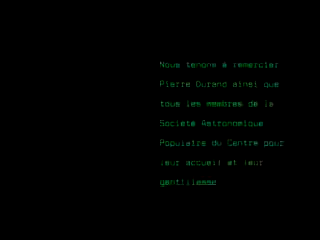 Nous tenons à remercier
Pierre Durand ainsi que
tous les membres de la
Société Astronomique
Populaire du Centre pour
leur accueil et leur
gentillesse